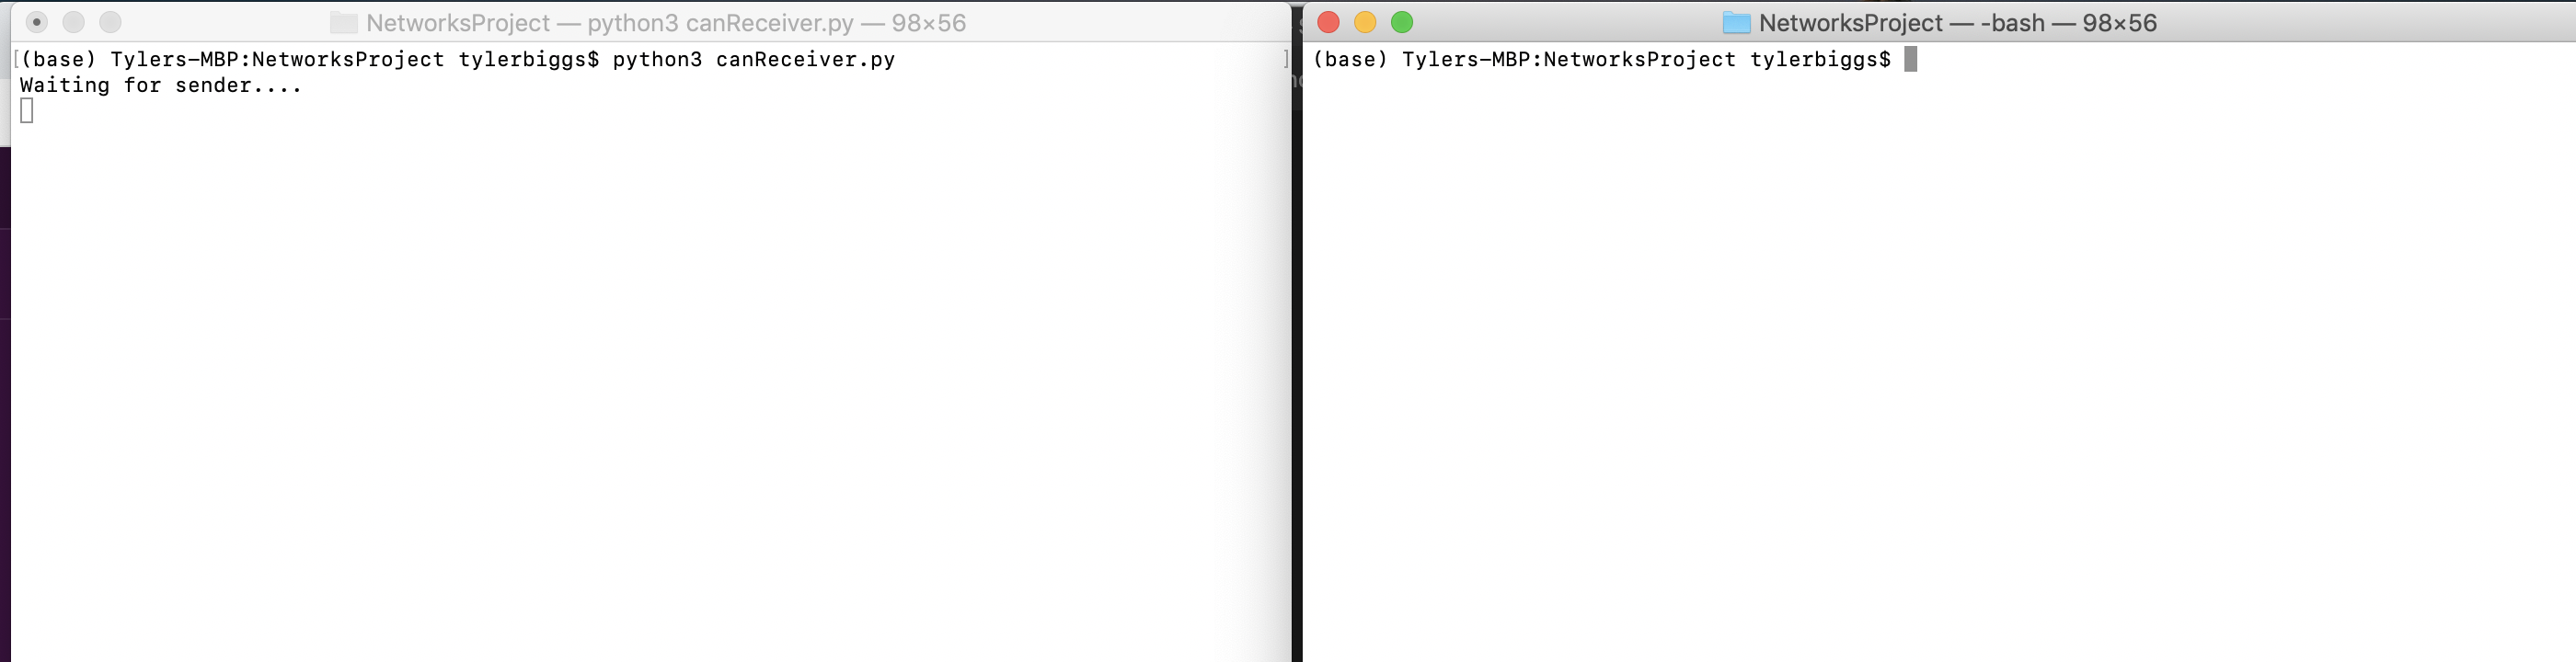 NetworksProject — python3 canReceiver.py — 98×56
[(base) Tylers-MBP:NetworksProject tylerbiggs$ python3 canReceiver.py ]
Waiting for sender....
NetworksProject — -bash — 98×56
(base) Tylers-MBP:NetworksProject tylerbiggs$